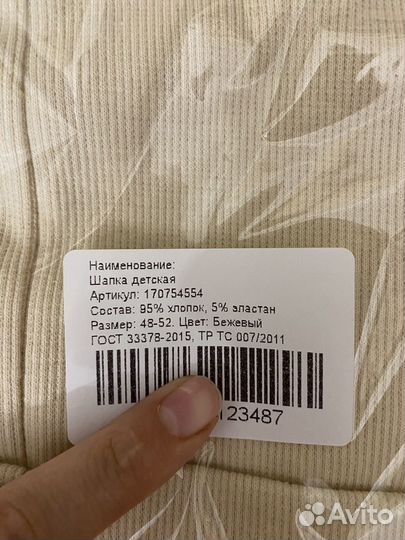 Наименование:
Шапка детская
Артикул: 170754554
Состав: 95% хлопок, 5% эластан
Размер: 48-52. Цвет: Бежевый
ГОСТ 33378-2015, ТР ТС 007/2011
123487
Avito